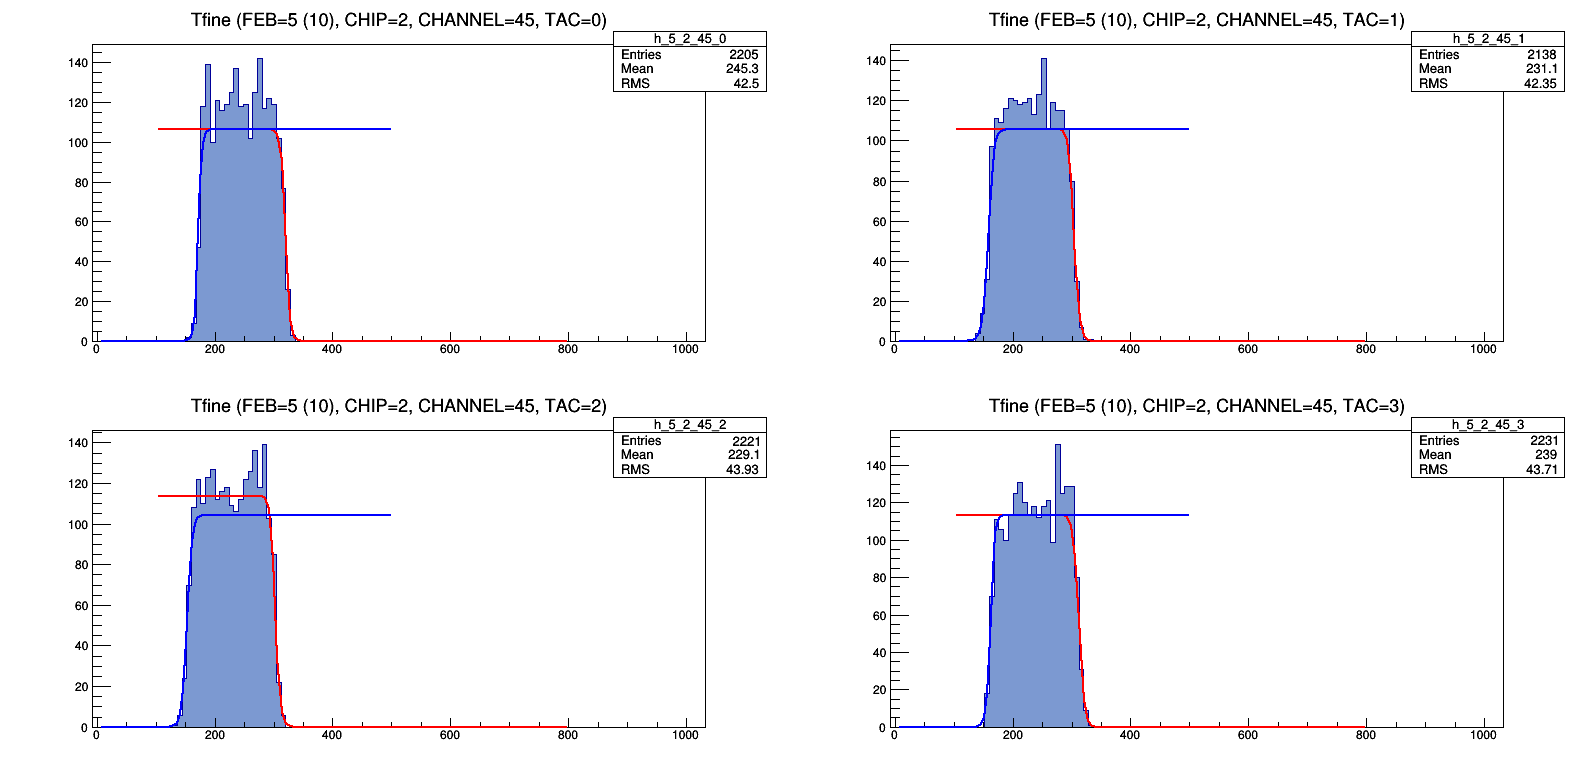 Tfine (FEB=5 (10), CHIP=2, CHANNEL=45, TAC=0)
h_5_2_45_0
Entries 2205
Mean 245.3
RMS 42.5
140
120
100
80
60
40
20
0
0 200 400 600 800 1000
Tfine (FEB=5 (10), CHIP=2, CHANNEL=45, TAC=1)
h_5_2_45_1
Entries 2138
Mean 231.1
RMS 42.35
140
120
100
80
60
40
20
0
0 200 400 600 800 1000
Tfine (FEB=5 (10), CHIP=2, CHANNEL=45, TAC=2)
h_5_2_45_2
Entries 2221
Mean 229.1
RMS 43.93
140
120
100
80
60
40
20
0
0 200 400 600 800 1000
Tfine (FEB=5 (10), CHIP=2, CHANNEL=45, TAC=3)
h_5_2_45_3
Entries 2231
Mean 239
RMS 43.71
140
120
100
80
60
40
20
0
0 200 400 600 800 1000